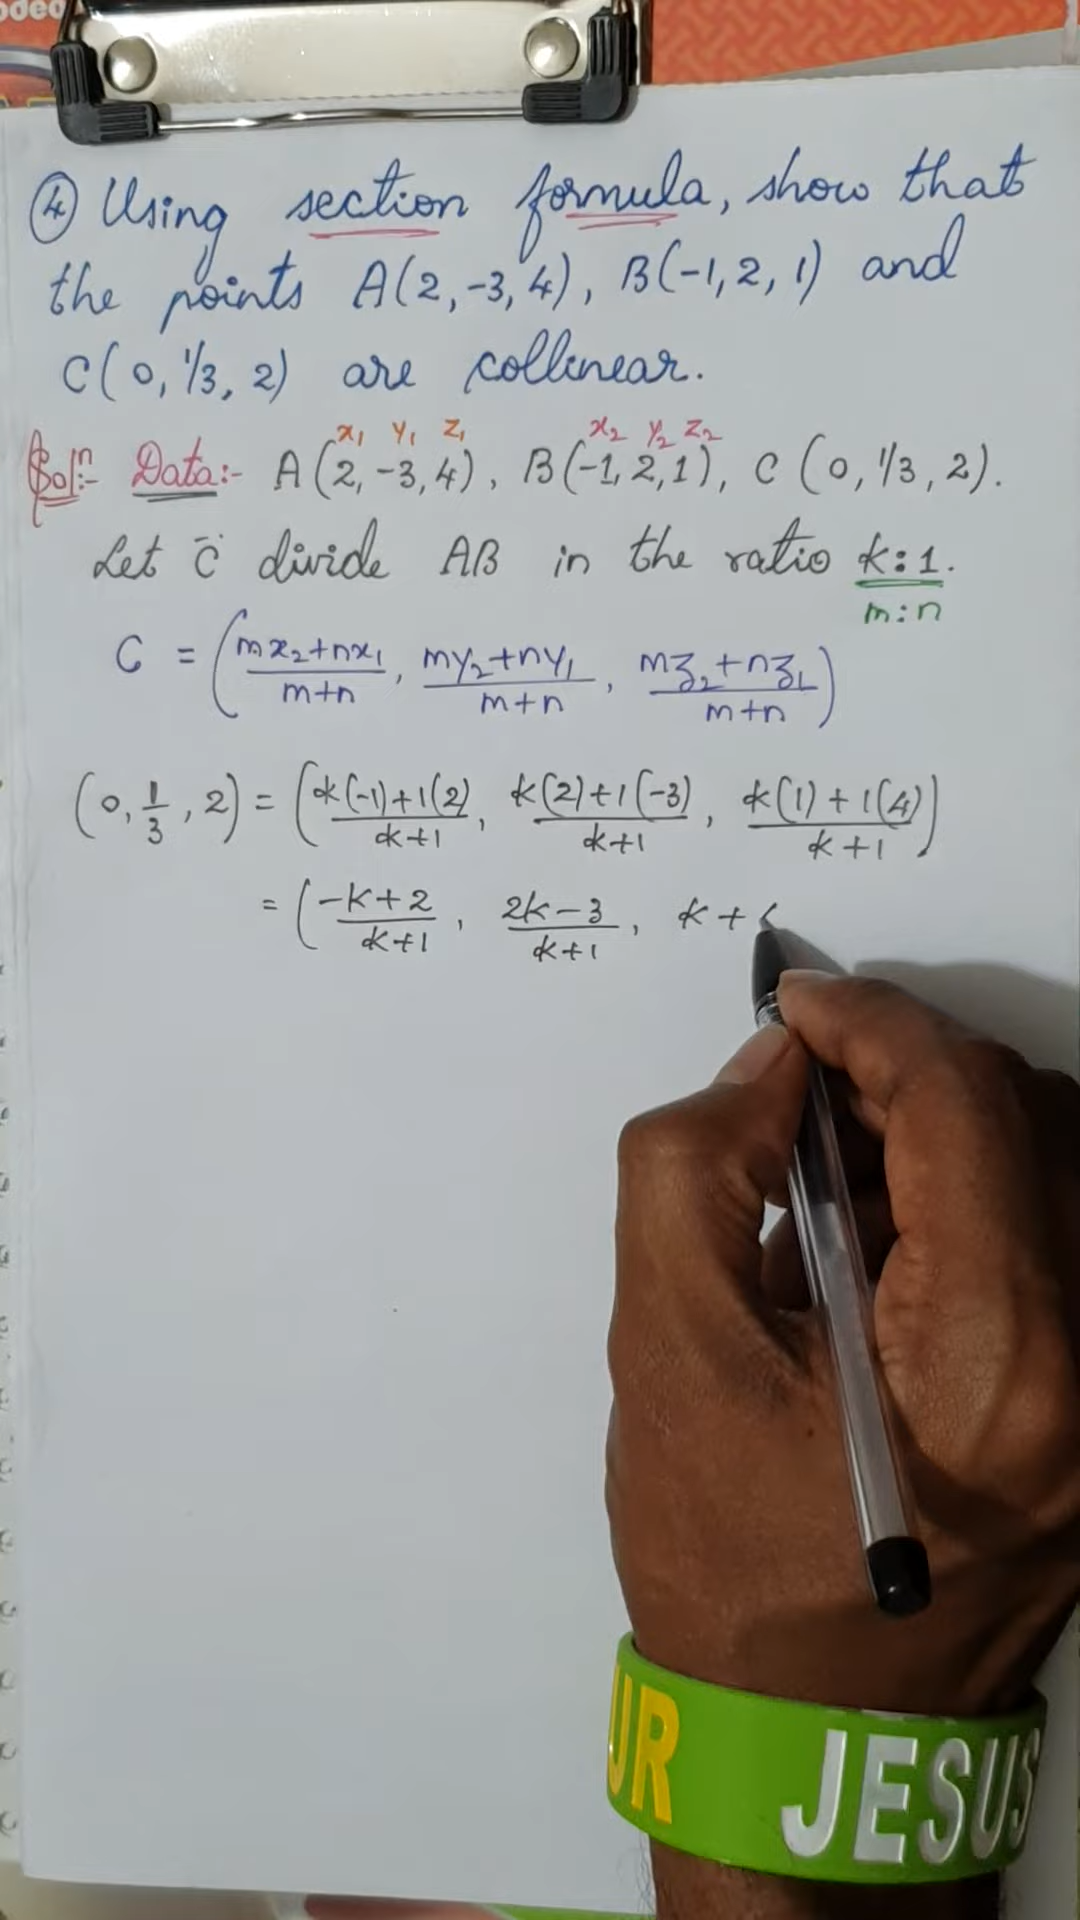 ④ Using section formula, show that
the points A(2, -3, 4), B(-1, 2, 1) and
C(0, 1/3, 2) are collinear.
x₁ y₁ z₁ x₂ y₂ z₂
Solⁿ:- Data:- A(2, -3, 4), B(-1, 2, 1), C(0, 1/3, 2).
Let C divide AB in the ratio k:1.
m:n
C = ((mx₂+nx₁)/(m+n), (my₂+ny₁)/(m+n), (mz₂+nz₁)/(m+n))
(0, 1/3, 2) = ((k(-1)+1(2))/(k+1), (k(2)+1(-3))/(k+1), (k(1)+1(4))/(k+1))
= ((-k+2)/(k+1), (2k-3)/(k+1), k+
UR JESUS